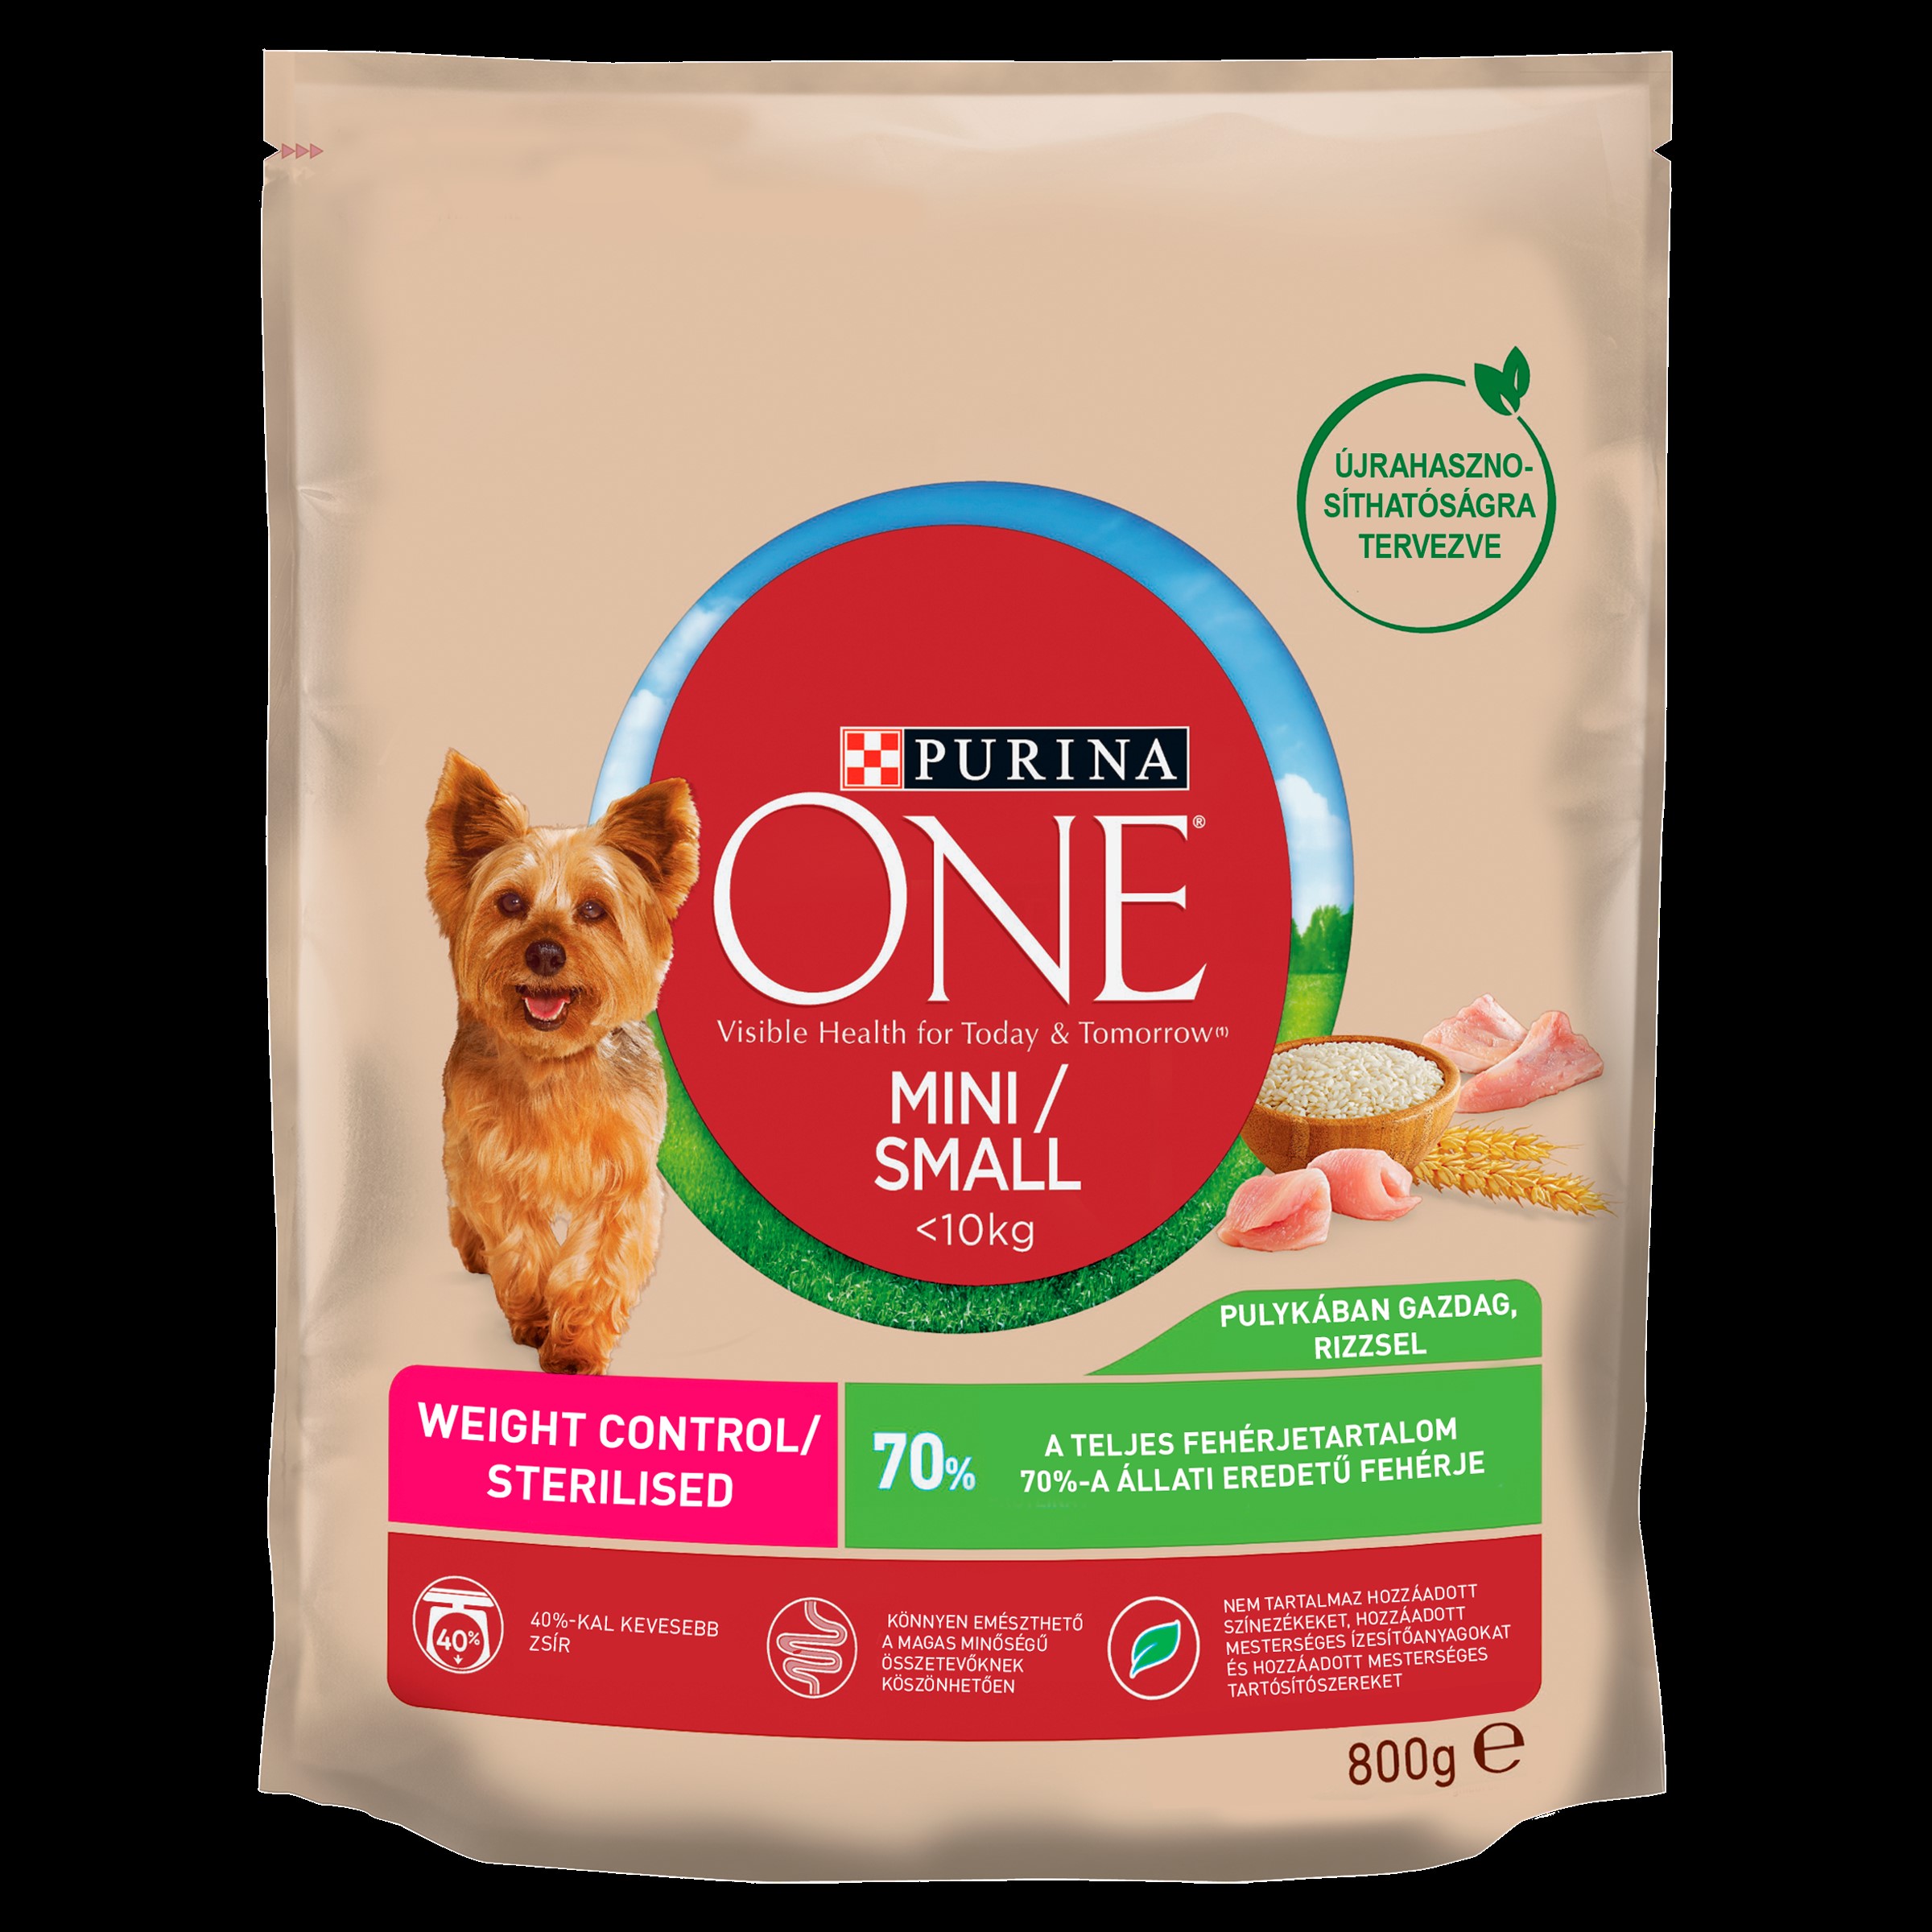 ÚJRAHASZNO-
SÍTHATÓSÁGRA
TERVEZVE
PURINA
ONE®
Visible Health for Today & Tomorrow(1)
MINI /
SMALL
<10kg
PULYKÁBAN GAZDAG,
RIZZSEL
WEIGHT CONTROL/
STERILISED
70%
A TELJES FEHÉRJETARTALOM
70%-A ÁLLATI EREDETŰ FEHÉRJE
40%
40%-KAL KEVESEBB
ZSÍR
KÖNNYEN EMÉSZTHETŐ
A MAGAS MINŐSÉGŰ
ÖSSZETEVŐKNEK
KÖSZÖNHETŐEN
NEM TARTALMAZ HOZZÁADOTT
SZÍNEZÉKEKET, HOZZÁADOTT
MESTERSÉGES ÍZESÍTŐANYAGOKAT
ÉS HOZZÁADOTT MESTERSÉGES
TARTÓSÍTÓSZEREKET
800g ℮